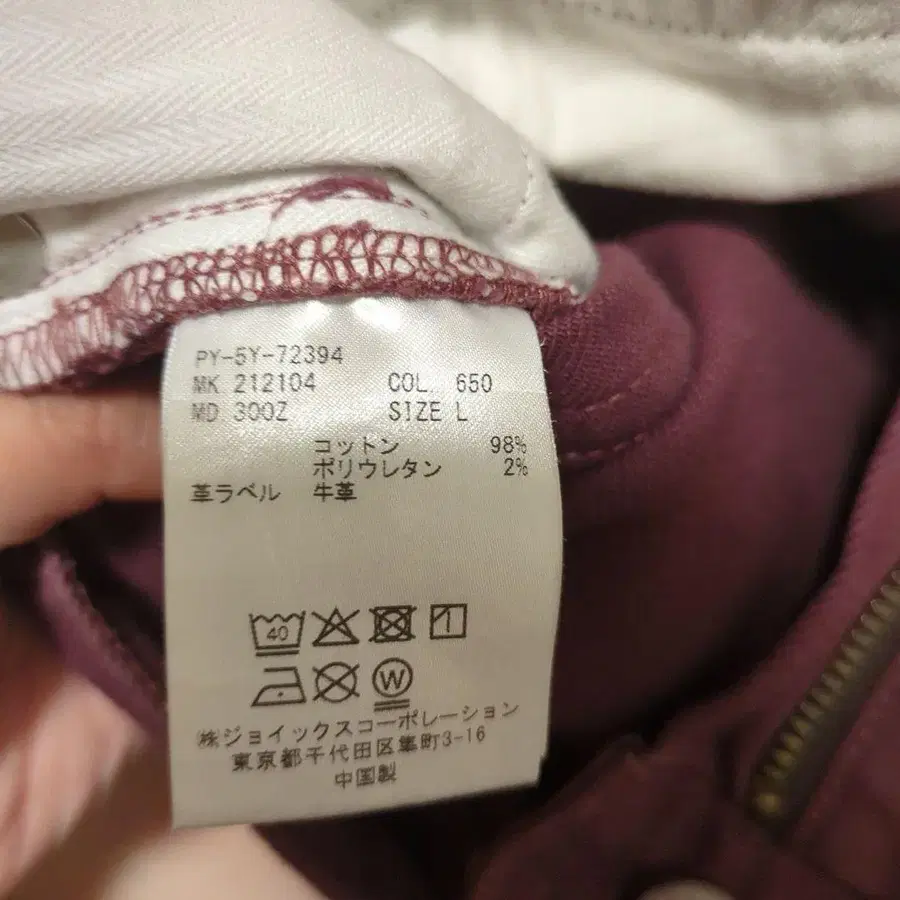 PY-5Y-72394
MK 212104 COL. 650
MD 300Z SIZE L
コットン 98%
ポリウレタン 2%
革ラベル 牛革
40
W
㈱ジョイックスコーポレーション
東京都千代田区隼町3-16
中国製